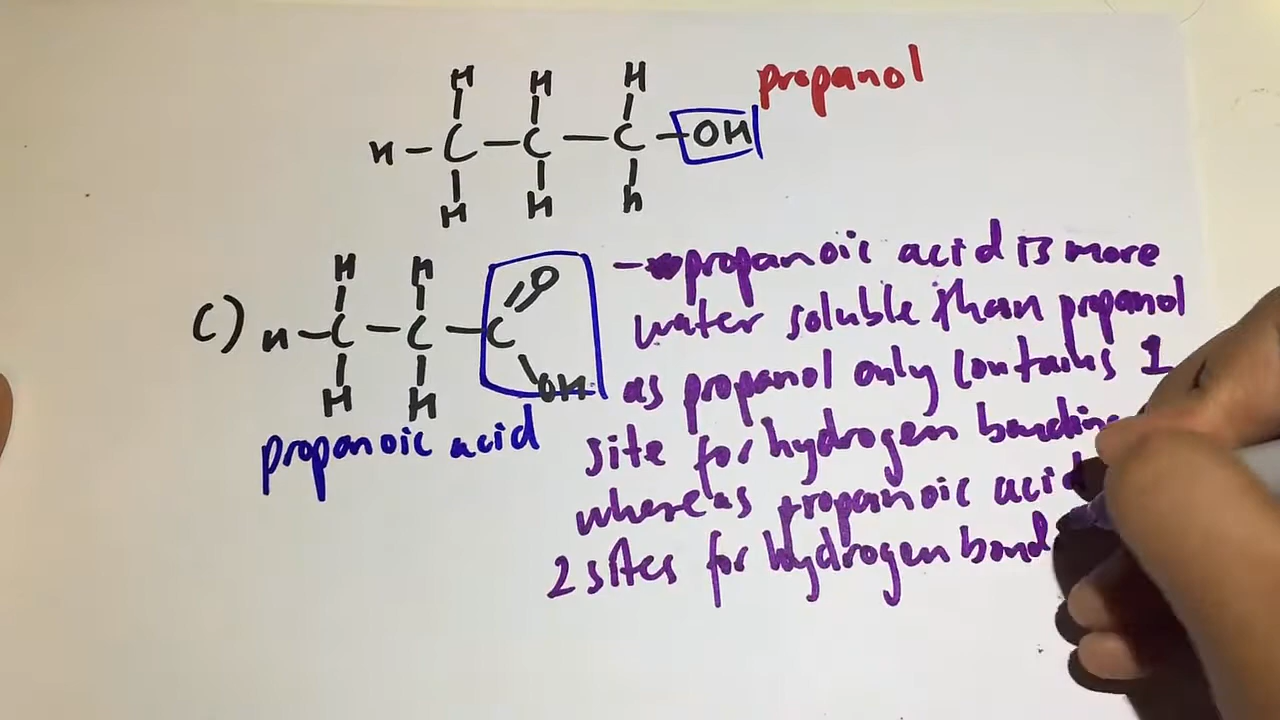 H H H propanol
H – C – C – C – OH
H H H
H H O
C) H – C – C – C
H H OH
propanoic acid
– propanoic acid is more
water soluble than propanol
as propanol only contains 1
site for hydrogen bonding
whereas propanoic acid
2 sites for hydrogen bond